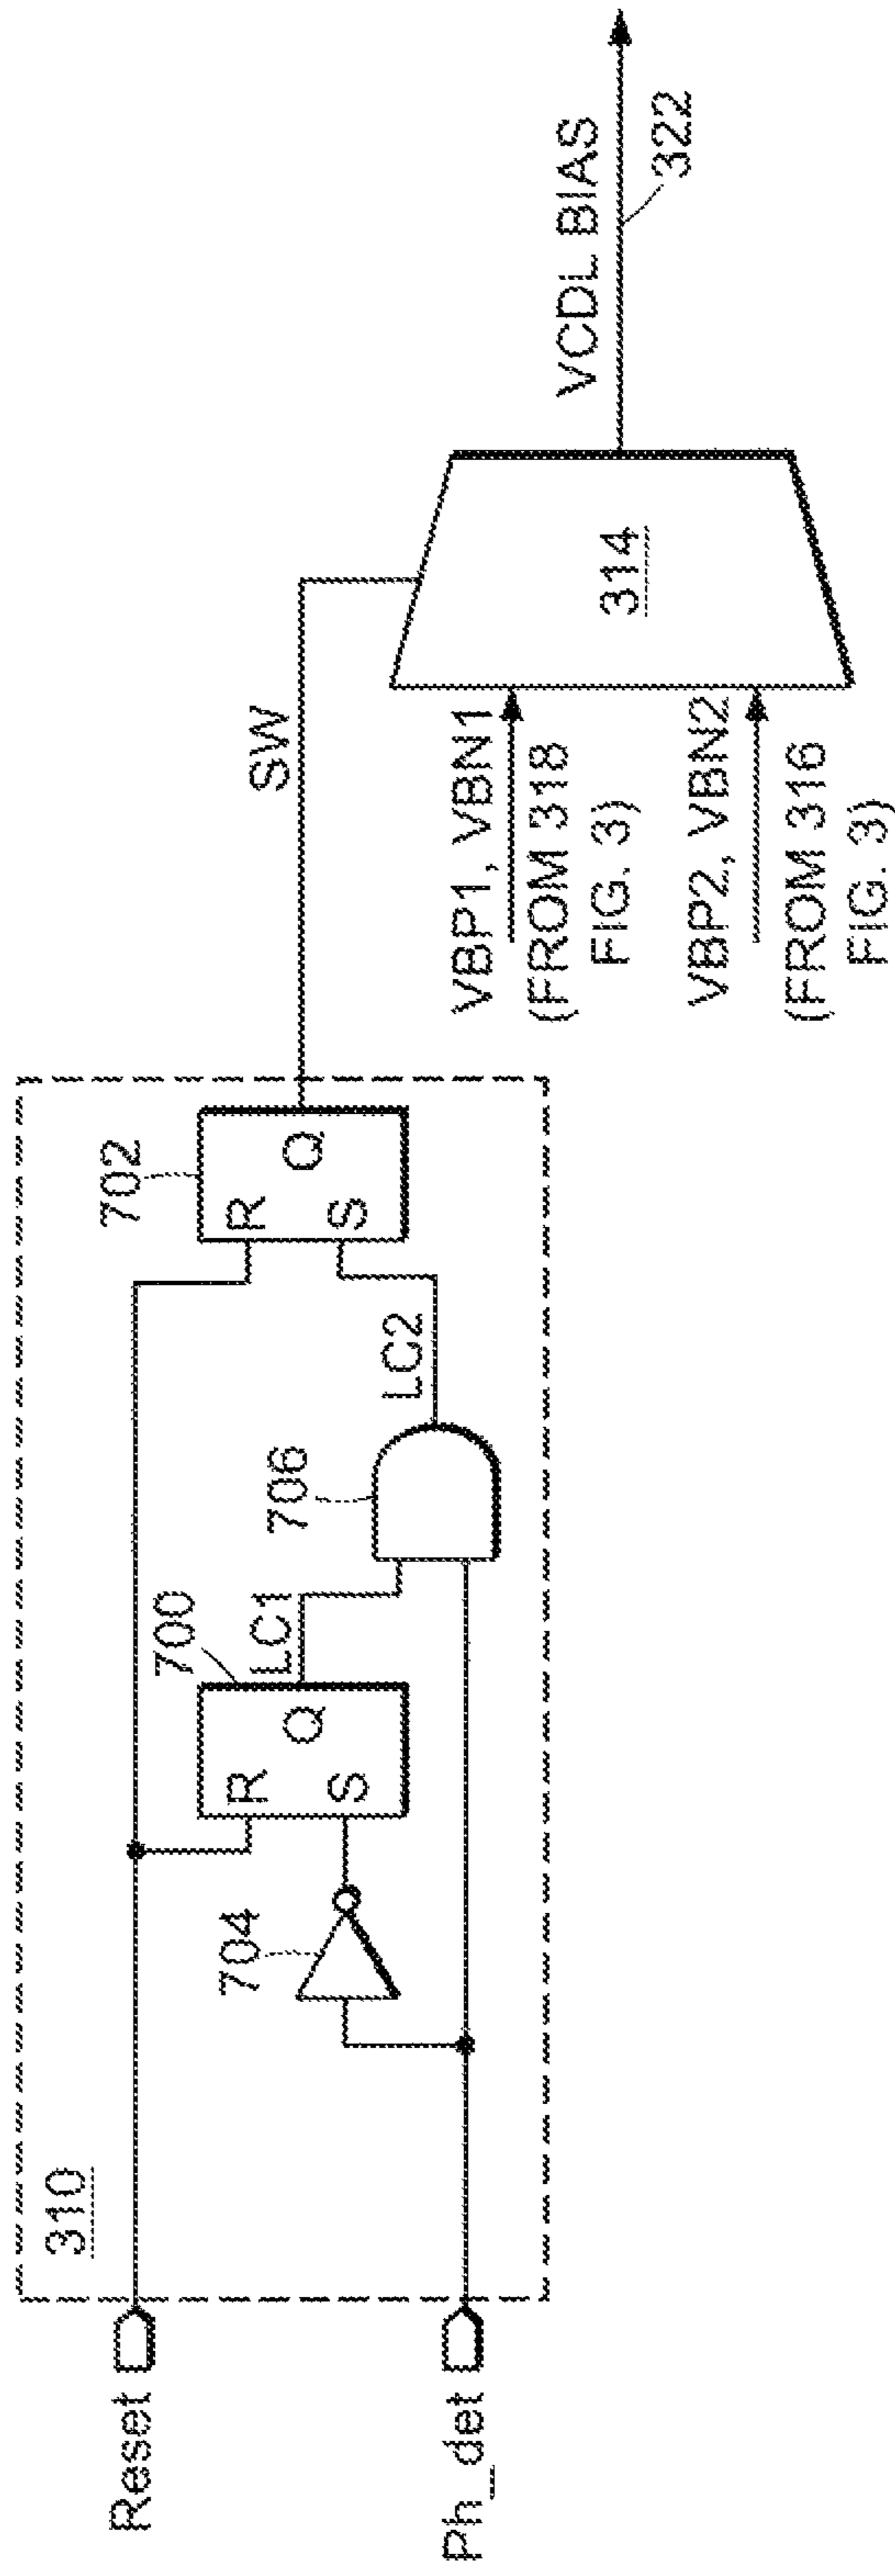 310
Reset
Ph_det
704
R
S
Q
700
LC1
706
LC2
702
R
S
Q
SW
VBP1, VBN1
(FROM 318
FIG. 3)
VBP2, VBN2
(FROM 316
FIG. 3)
314
VCDL BIAS
322